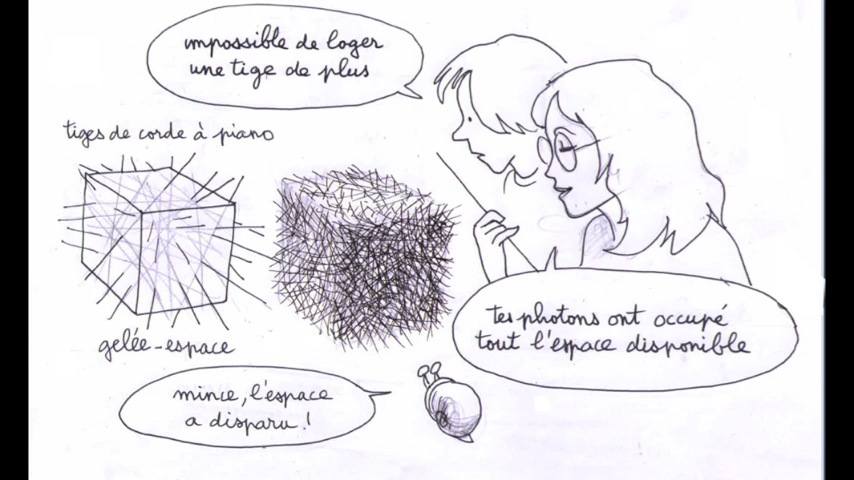 impossible de loger
une tige de plus
tiges de corde à piano
gelée-espace
tes photons ont occupé
tout l'espace disponible
mince, l'espace
a disparu !